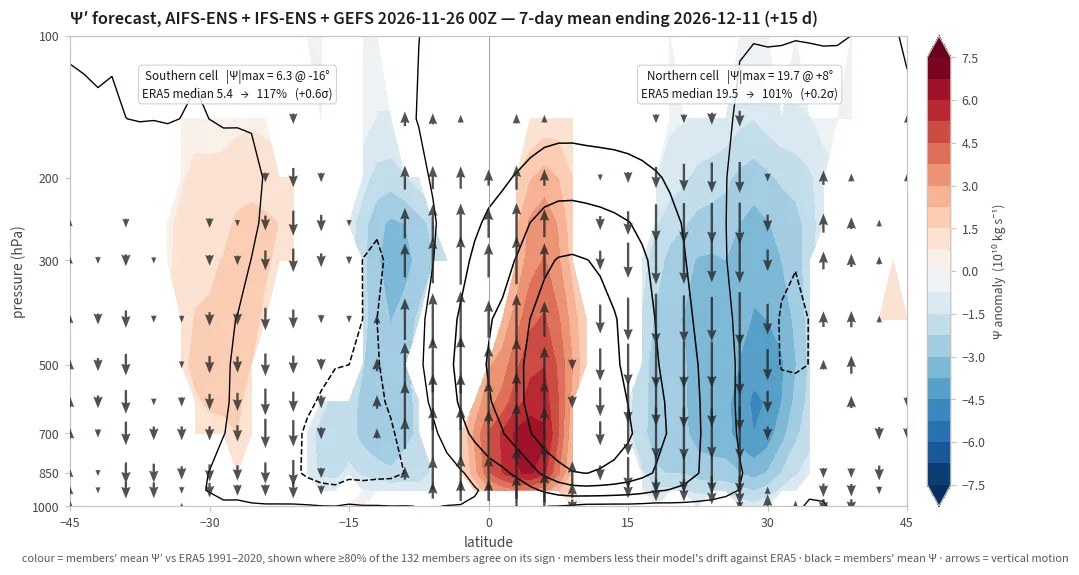 Ψ′ forecast, AIFS-ENS + IFS-ENS + GEFS 2026-11-26 00Z — 7-day mean ending 2026-12-11 (+15 d)
Southern cell |Ψ|max = 6.3 @ -16°
ERA5 median 5.4 → 117% (+0.6σ)
Northern cell |Ψ|max = 19.7 @ +8°
ERA5 median 19.5 → 101% (+0.2σ)
pressure (hPa)
100
200
300
400
500
700
850
1000
−45
−30
−15
0
15
30
45
latitude
7.5
6.0
4.5
3.0
1.5
0.0
−1.5
−3.0
−4.5
−6.0
−7.5
Ψ anomaly (10¹⁰ kg s⁻¹)
colour = members' mean Ψ′ vs ERA5 1991–2020, shown where ≥80% of the 132 members agree on its sign · members less their model's drift against ERA5 · black = members' mean Ψ · arrows = vertical motion